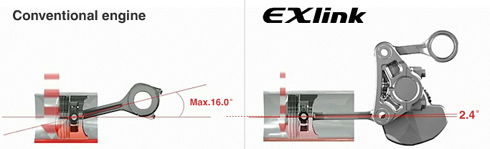 Conventional engine
EXlink
Max.16.0°
2.4°